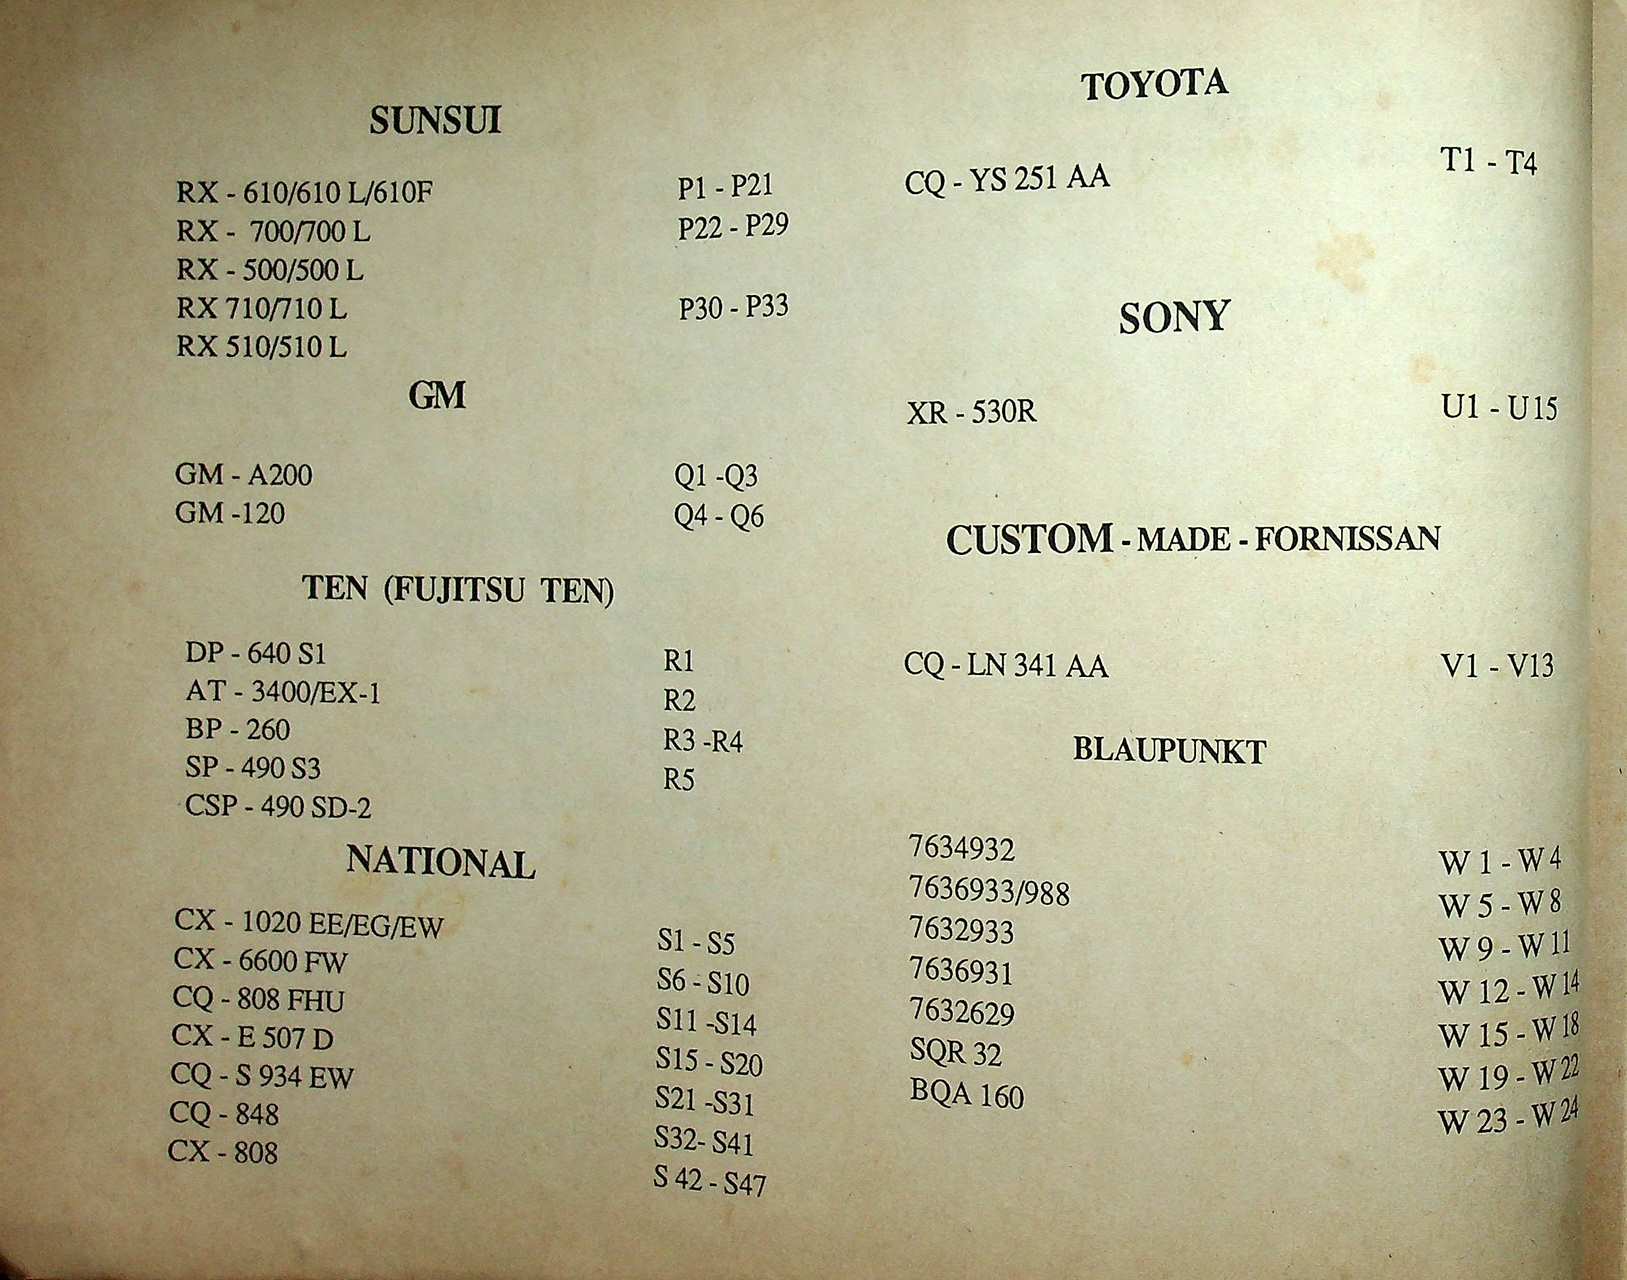 SUNSUI
RX - 610/610 L/610F P1 - P21
RX - 700/700 L P22 - P29
RX - 500/500 L
RX 710/710 L P30 - P33
RX 510/510 L
GM
GM - A200 Q1 -Q3
GM -120 Q4 - Q6
TEN (FUJITSU TEN)
DP - 640 S1 R1
AT - 3400/EX-1 R2
BP - 260 R3 -R4
SP - 490 S3 R5
CSP - 490 SD-2
NATIONAL
CX - 1020 EE/EG/EW S1 - S5
CX - 6600 FW S6 - S10
CQ - 808 FHU S11 -S14
CX - E 507 D S15 - S20
CQ - S 934 EW S21 -S31
CQ - 848 S32- S41
CX - 808 S 42 - S47
TOYOTA
CQ - YS 251 AA T1 - T4
SONY
XR - 530R U1 - U15
CUSTOM - MADE - FORNISSAN
CQ - LN 341 AA V1 - V13
BLAUPUNKT
7634932 W 1 - W 4
7636933/988 W 5 - W 8
7632933 W 9 - W 11
7636931 W 12 - W 14
7632629 W 15 - W 18
SQR 32 W 19 - W 22
BQA 160 W 23 - W 24